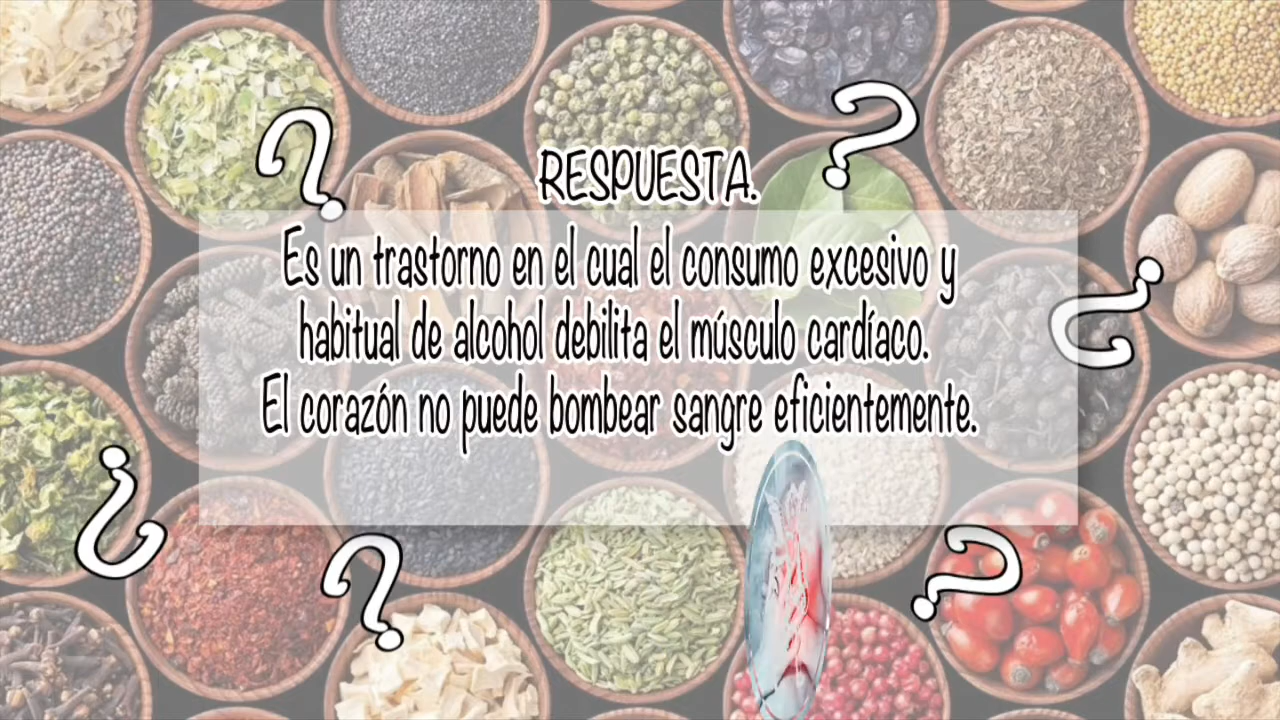 RESPUESTA.
Es un trastorno en el cual el consumo excesivo y
habitual de alcohol debilita el músculo cardíaco.
El corazón no puede bombear sangre eficientemente.